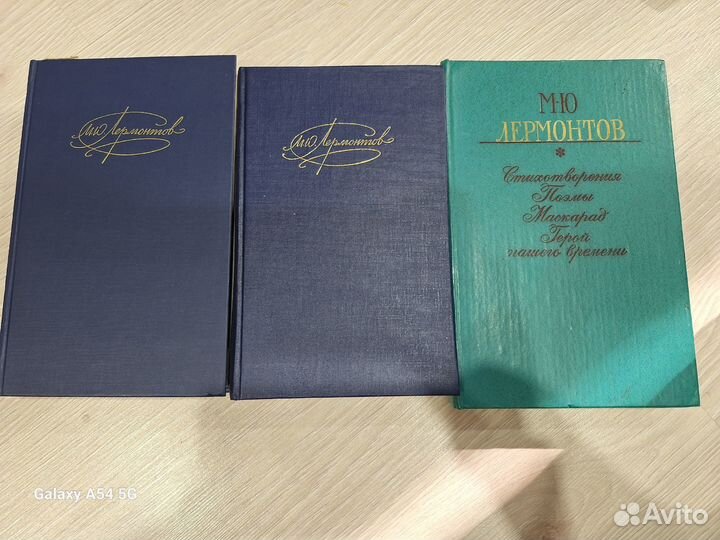 М.Ю. Лермонтов
М.Ю. Лермонтов
М·Ю
ЛЕРМОНТОВ
*
Стихотворения
Поэмы
Маскарад
Герой
нашего времени
Galaxy A54 5G
Avito